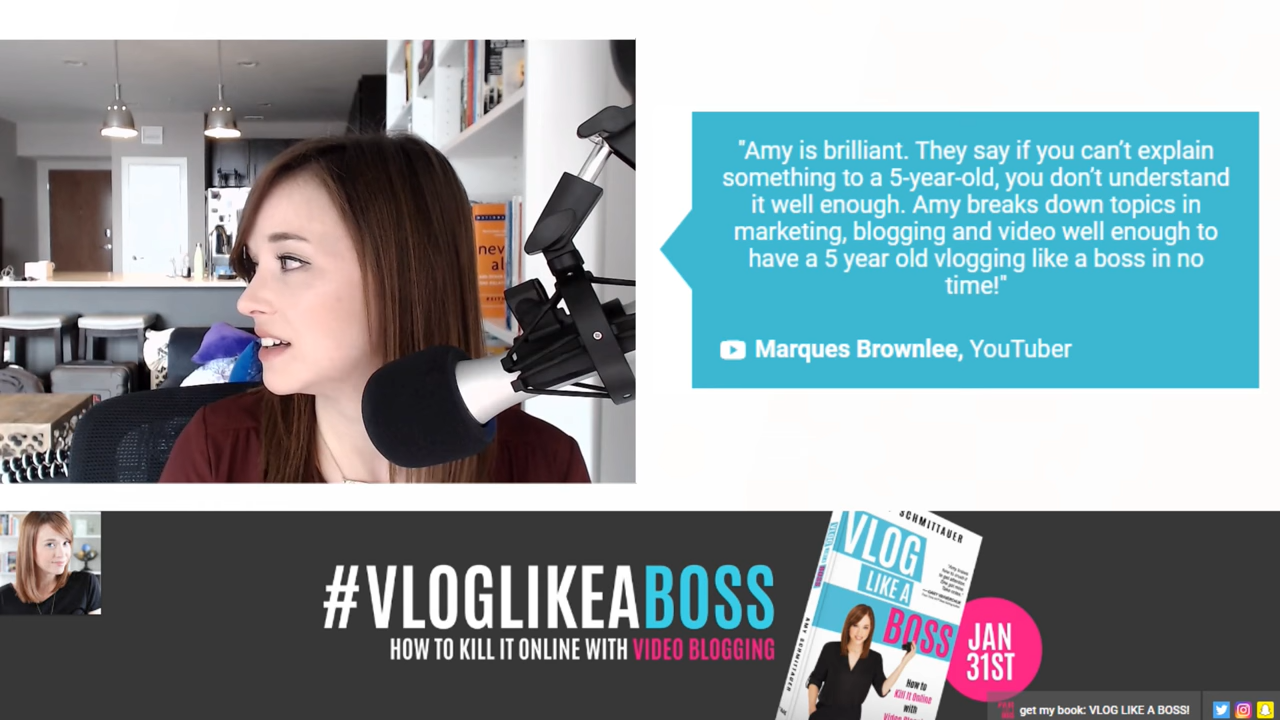 "Amy is brilliant. They say if you can't explain
something to a 5-year-old, you don't understand
it well enough. Amy breaks down topics in
marketing, blogging and video well enough to
have a 5 year old vlogging like a boss in no
time!"
Marques Brownlee, YouTuber
#VLOGLIKEABOSS
HOW TO KILL IT ONLINE WITH VIDEO BLOGGING
SCHMITTAUER
VLOG
LIKE A
BOSS
AMY SCHMITTAUER
How to
Kill It Online
with
JAN
31ST
get my book: VLOG LIKE A BOSS!